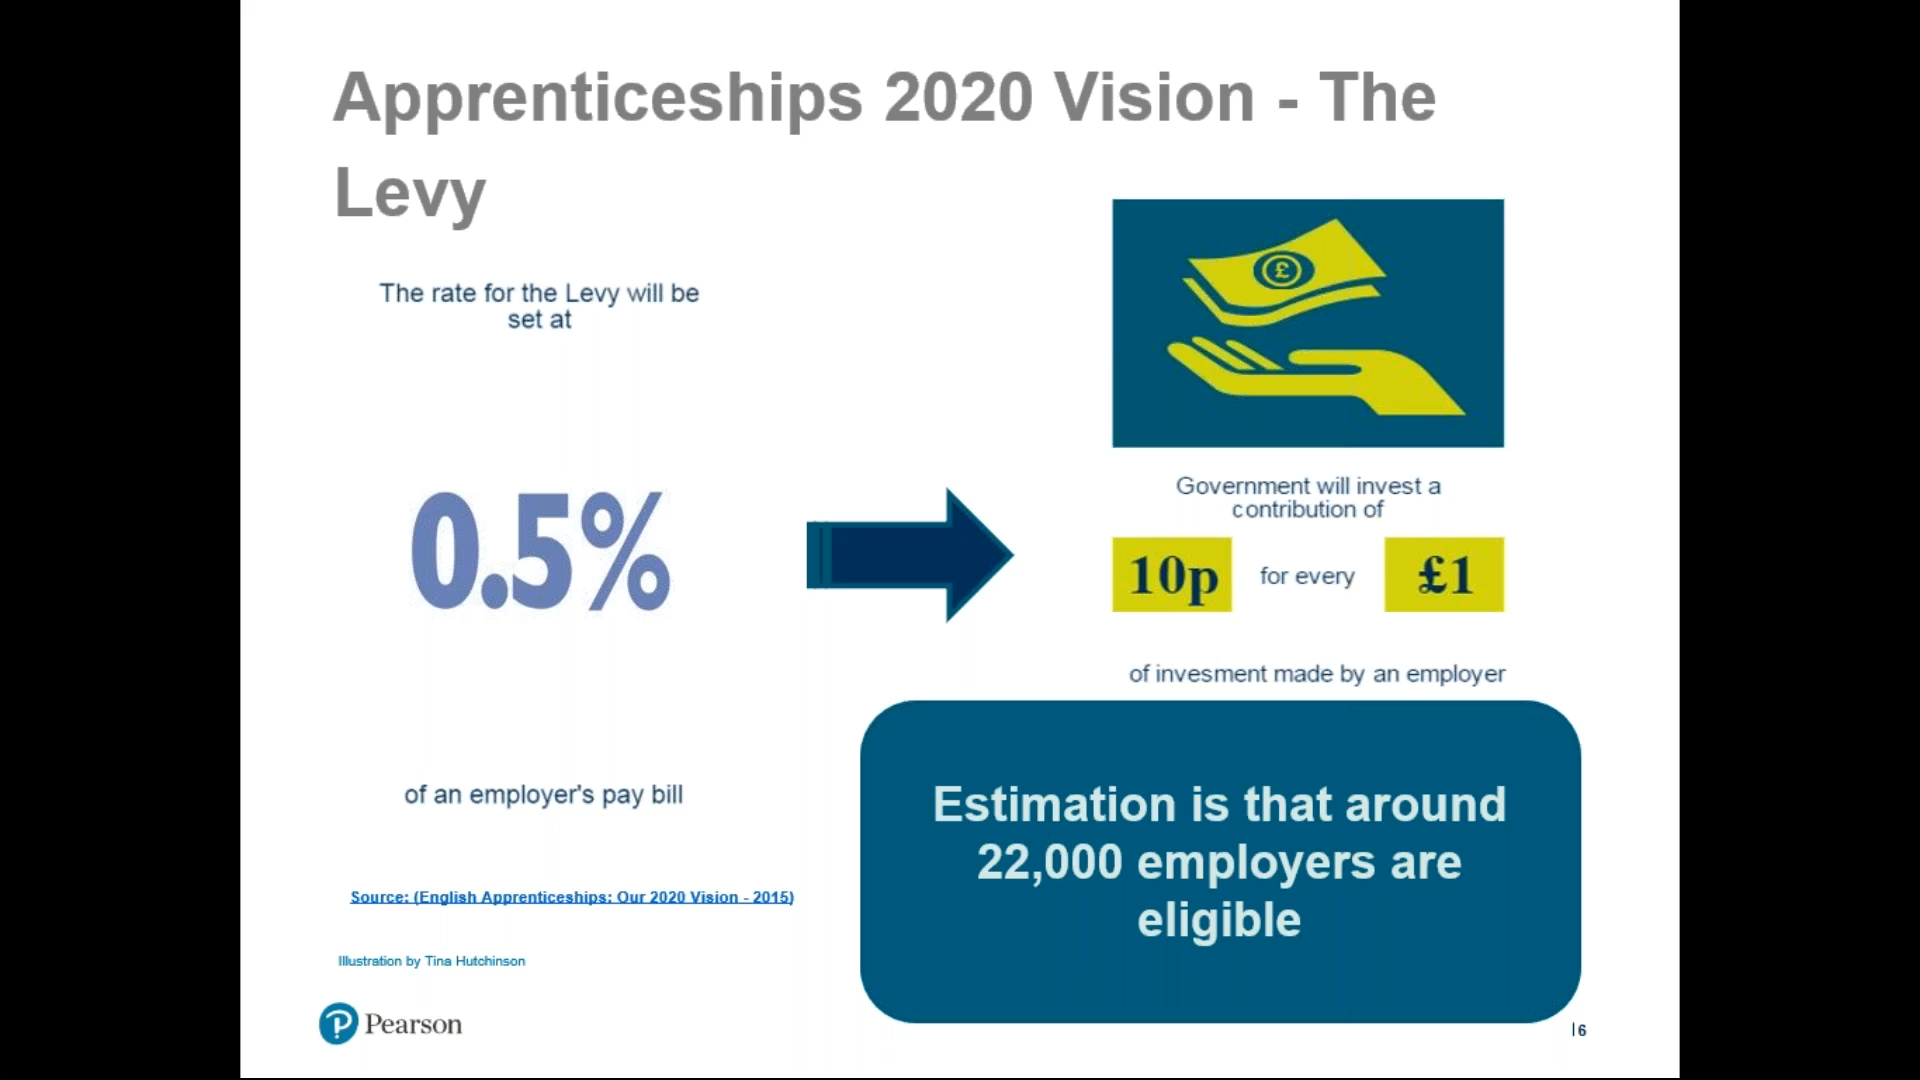 Apprenticeships 2020 Vision - The
Levy
The rate for the Levy will be
set at
0.5%
of an employer's pay bill
£
Government will invest a
contribution of
10p for every £1
of invesment made by an employer
Estimation is that around
22,000 employers are
eligible
Source: (English Apprenticeships: Our 2020 Vision - 2015)
Illustration by Tina Hutchinson
P Pearson
6